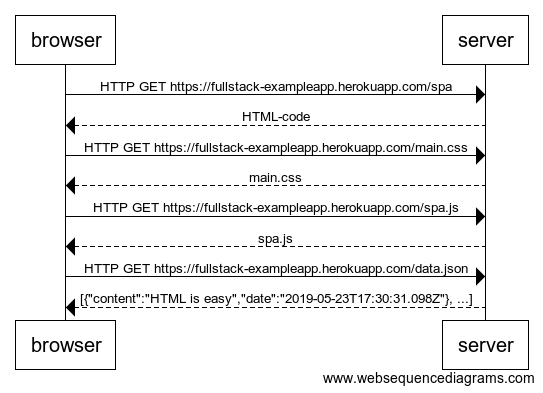 browser server
HTTP GET https://fullstack-exampleapp.herokuapp.com/spa
HTML-code
HTTP GET https://fullstack-exampleapp.herokuapp.com/main.css
main.css
HTTP GET https://fullstack-exampleapp.herokuapp.com/spa.js
spa.js
HTTP GET https://fullstack-exampleapp.herokuapp.com/data.json
[{"content":"HTML is easy","date":"2019-05-23T17:30:31.098Z"}, ...]
browser server
www.websequencediagrams.com